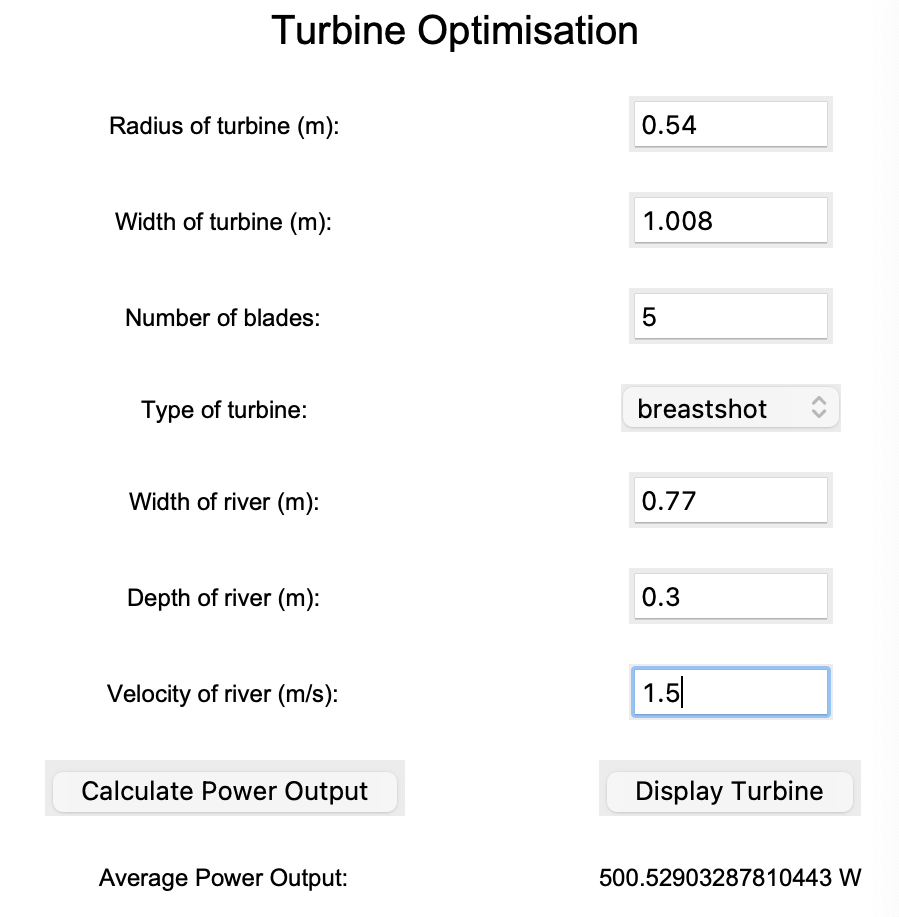 Turbine Optimisation
Radius of turbine (m): 0.54
Width of turbine (m): 1.008
Number of blades: 5
Type of turbine: breastshot
Width of river (m): 0.77
Depth of river (m): 0.3
Velocity of river (m/s): 1.5
Calculate Power Output Display Turbine
Average Power Output: 500.52903287810443 W